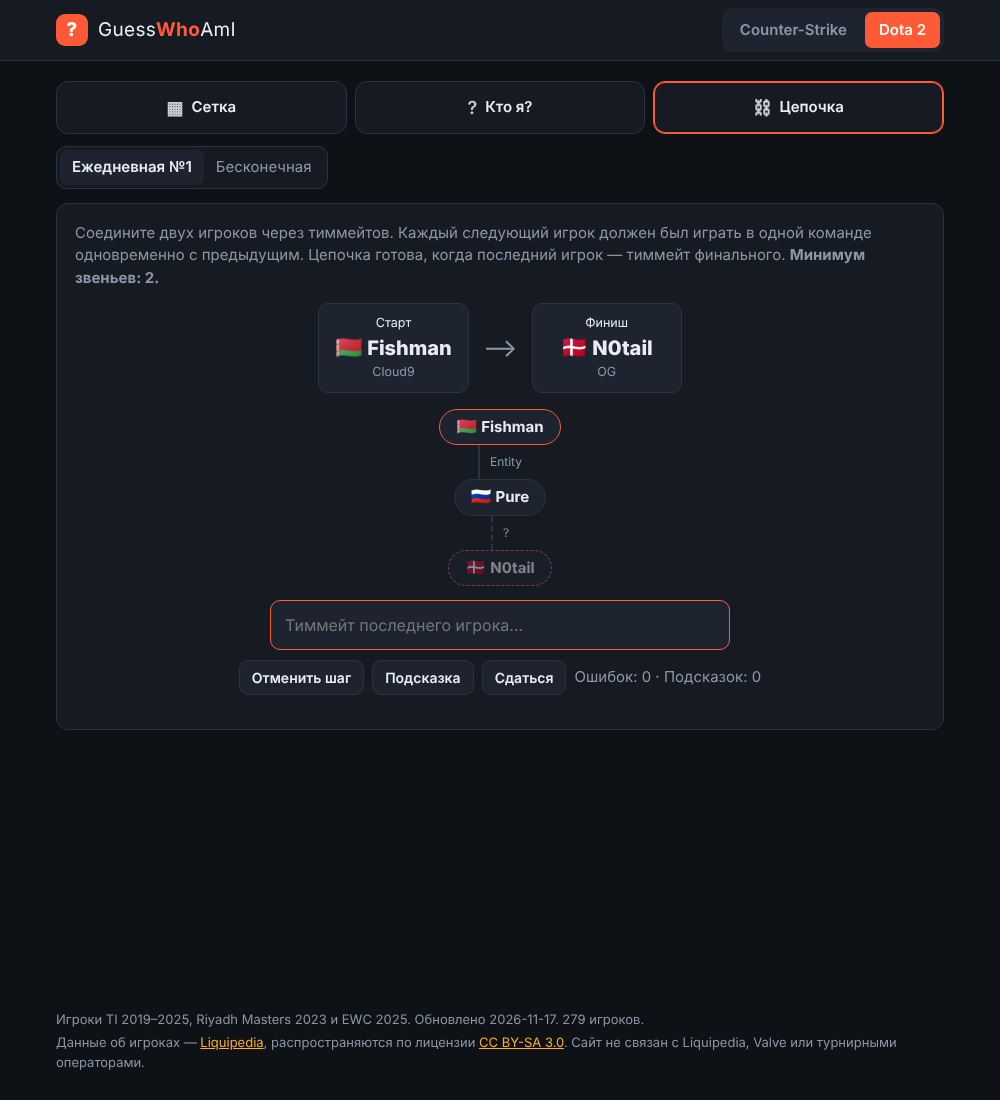 ? GuessWhoAmI
Counter-Strike
Dota 2
Сетка
? Кто я?
Цепочка
Ежедневная №1
Бесконечная
Соедините двух игроков через тиммейтов. Каждый следующий игрок должен был играть в одной команде
одновременно с предыдущим. Цепочка готова, когда последний игрок — тиммейт финального. Минимум
звеньев: 2.
Старт
Fishman
Cloud9
Финиш
N0tail
OG
Fishman
Entity
Pure
?
N0tail
Тиммейт последнего игрока...
Отменить шаг
Подсказка
Сдаться
Ошибок: 0 · Подсказок: 0
Игроки TI 2019–2025, Riyadh Masters 2023 и EWC 2025. Обновлено 2026-11-17. 279 игроков.
Данные об игроках — Liquipedia, распространяются по лицензии CC BY-SA 3.0. Сайт не связан с Liquipedia, Valve или турнирными
операторами.